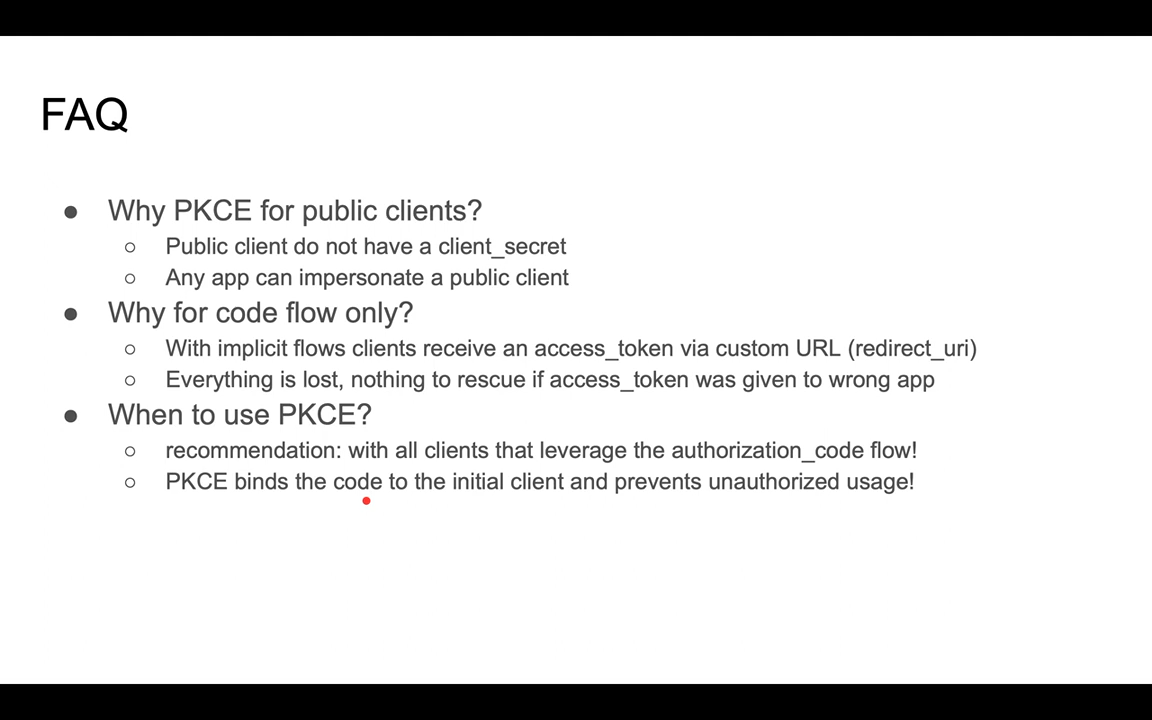 FAQ
● Why PKCE for public clients?
○ Public client do not have a client_secret
○ Any app can impersonate a public client
● Why for code flow only?
○ With implicit flows clients receive an access_token via custom URL (redirect_uri)
○ Everything is lost, nothing to rescue if access_token was given to wrong app
● When to use PKCE?
○ recommendation: with all clients that leverage the authorization_code flow!
○ PKCE binds the code to the initial client and prevents unauthorized usage!